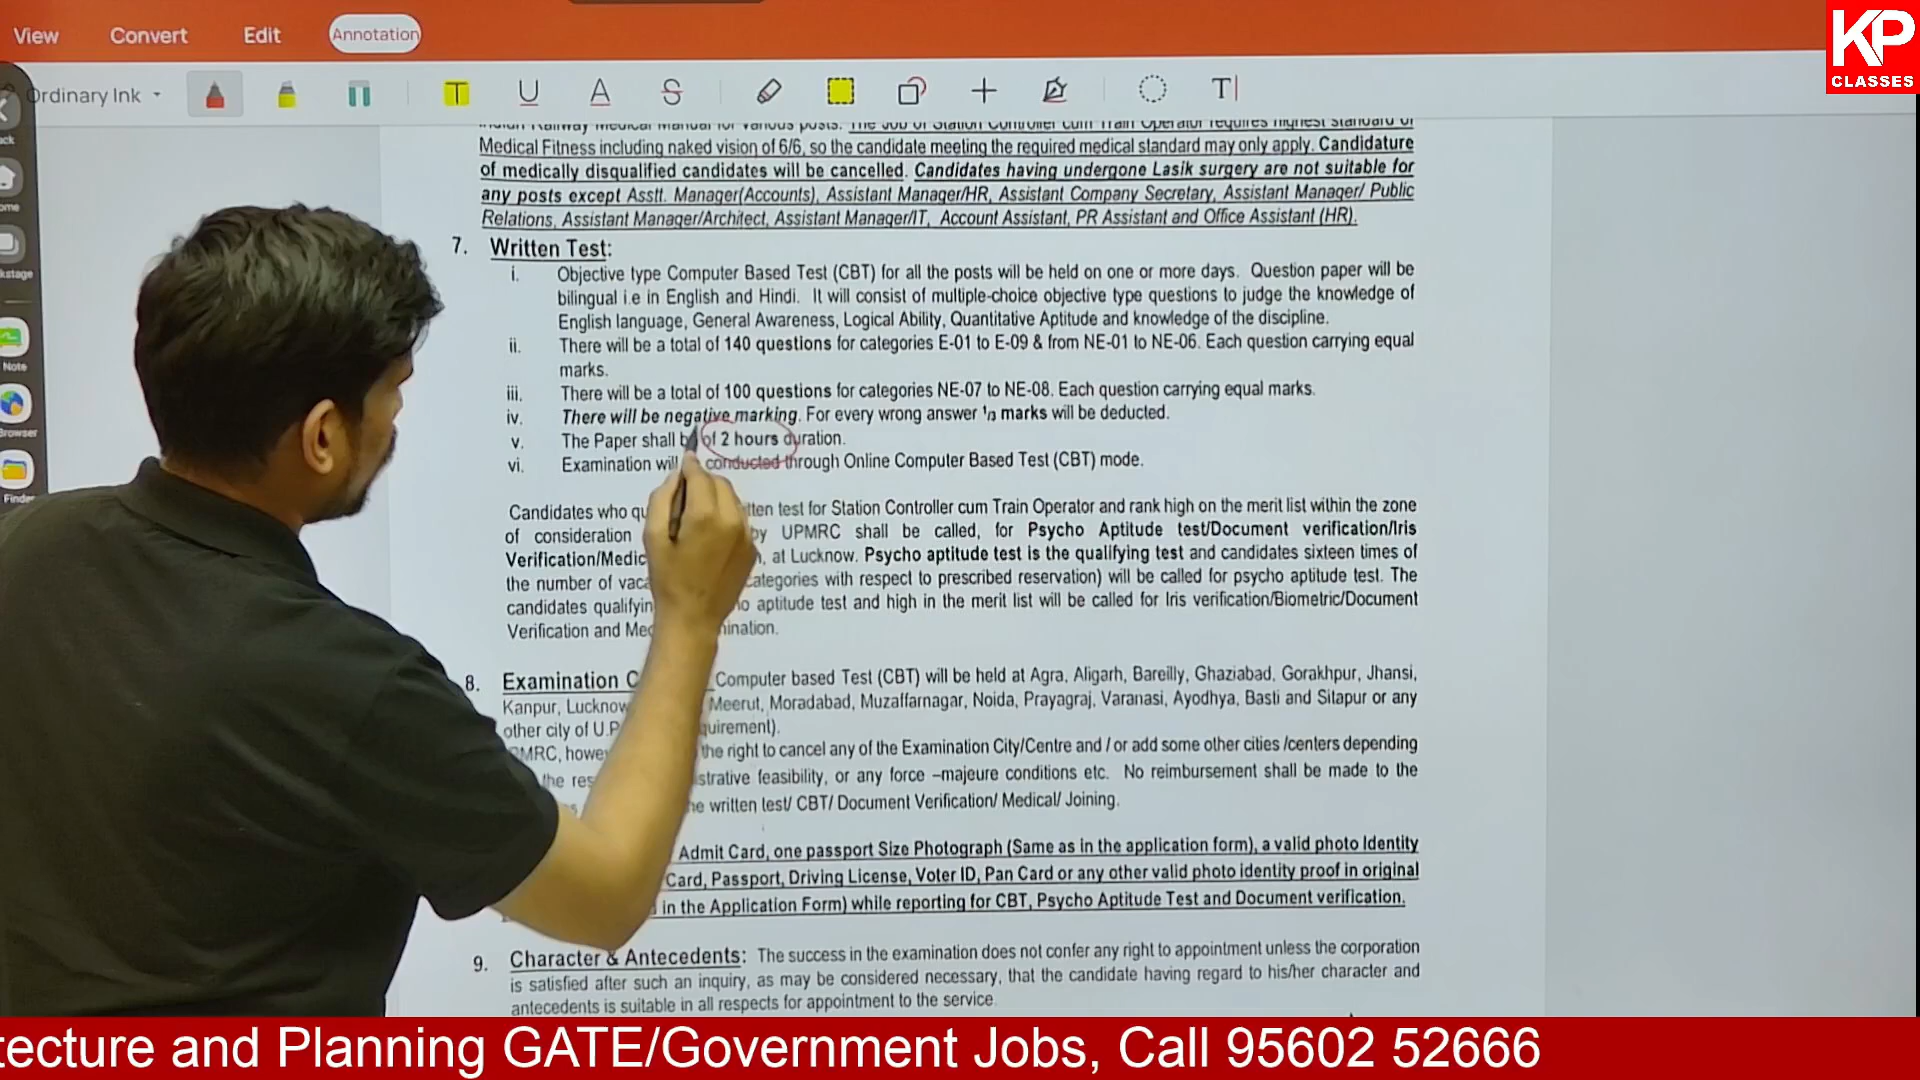 View Convert Edit Annotation
KP
CLASSES
Ordinary Ink
Medical Fitness including naked vision of 6/6, so the candidate meeting the required medical standard may only apply. Candidature
of medically disqualified candidates will be cancelled. Candidates having undergone Lasik surgery are not suitable for
any posts except Asstt. Manager(Accounts), Assistant Manager/HR, Assistant Company Secretary, Assistant Manager/ Public
Relations, Assistant Manager/Architect, Assistant Manager/IT, Account Assistant, PR Assistant and Office Assistant (HR).
7. Written Test:
i. Objective type Computer Based Test (CBT) for all the posts will be held on one or more days. Question paper will be
bilingual i.e in English and Hindi. It will consist of multiple-choice objective type questions to judge the knowledge of
English language, General Awareness, Logical Ability, Quantitative Aptitude and knowledge of the discipline.
ii. There will be a total of 140 questions for categories E-01 to E-09 & from NE-01 to NE-06. Each question carrying equal
marks.
iii. There will be a total of 100 questions for categories NE-07 to NE-08. Each question carrying equal marks.
iv. There will be negative marking. For every wrong answer 1/3 marks will be deducted.
v. The Paper shall of 2 hours duration.
vi. Examination will conducted through Online Computer Based Test (CBT) mode.
Candidates who test for Station Controller cum Train Operator and rank high on the merit list within the zone
of consideration by UPMRC shall be called, for Psycho Aptitude test/Document verification/Iris
at Lucknow. Psycho aptitude test is the qualifying test and candidates sixteen times of
the number of categories with respect to prescribed reservation) will be called for psycho aptitude test. The
candidates aptitude test and high in the merit list will be called for Iris verification/Biometric/Document
Verification and
8. Examination Computer based Test (CBT) will be held at Agra, Aligarh, Bareilly, Ghaziabad, Gorakhpur, Jhansi,
Kanpur, Lucknow Meerut, Moradabad, Muzaffarnagar, Noida, Prayagraj, Varanasi, Ayodhya, Basti and Sitapur or any
other city of U.P
the right to cancel any of the Examination City/Centre and / or add some other cities /centers depending
the feasibility, or any force –majeure conditions etc. No reimbursement shall be made to the
written test/ CBT/ Document Verification/ Medical/ Joining.
Admit Card, one passport Size Photograph (Same as in the application form), a valid photo Identity
Card, Passport, Driving License, Voter ID, Pan Card or any other valid photo identity proof in original
in the Application Form) while reporting for CBT, Psycho Aptitude Test and Document verification.
9. Character & Antecedents: The success in the examination does not confer any right to appointment unless the corporation
is satisfied after such an inquiry, as may be considered necessary, that the candidate having regard to his/her character and
antecedents is suitable in all respects for appointment to the service
Note
Browser
Finder
tecture and Planning GATE/Government Jobs, Call 95602 52666